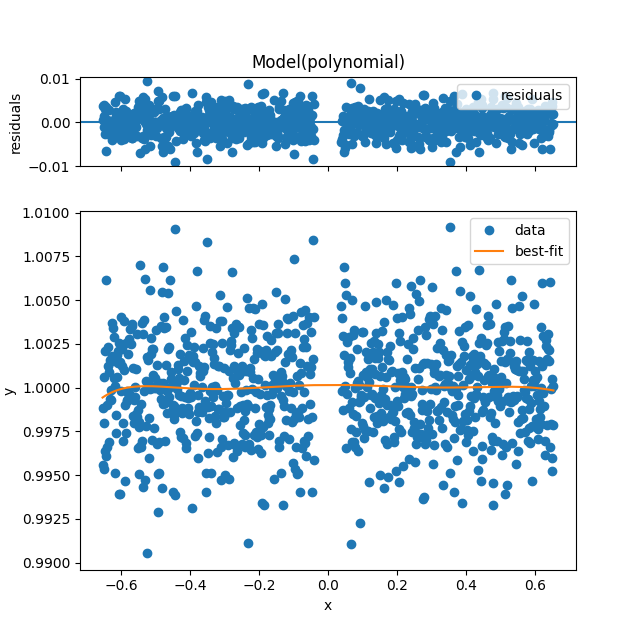 Model(polynomial)
0.01
0.00
−0.01
residuals
residuals
1.0100
1.0075
1.0050
1.0025
1.0000
0.9975
0.9950
0.9925
0.9900
y
data
best-fit
−0.6
−0.4
−0.2
0.0
0.2
0.4
0.6
x